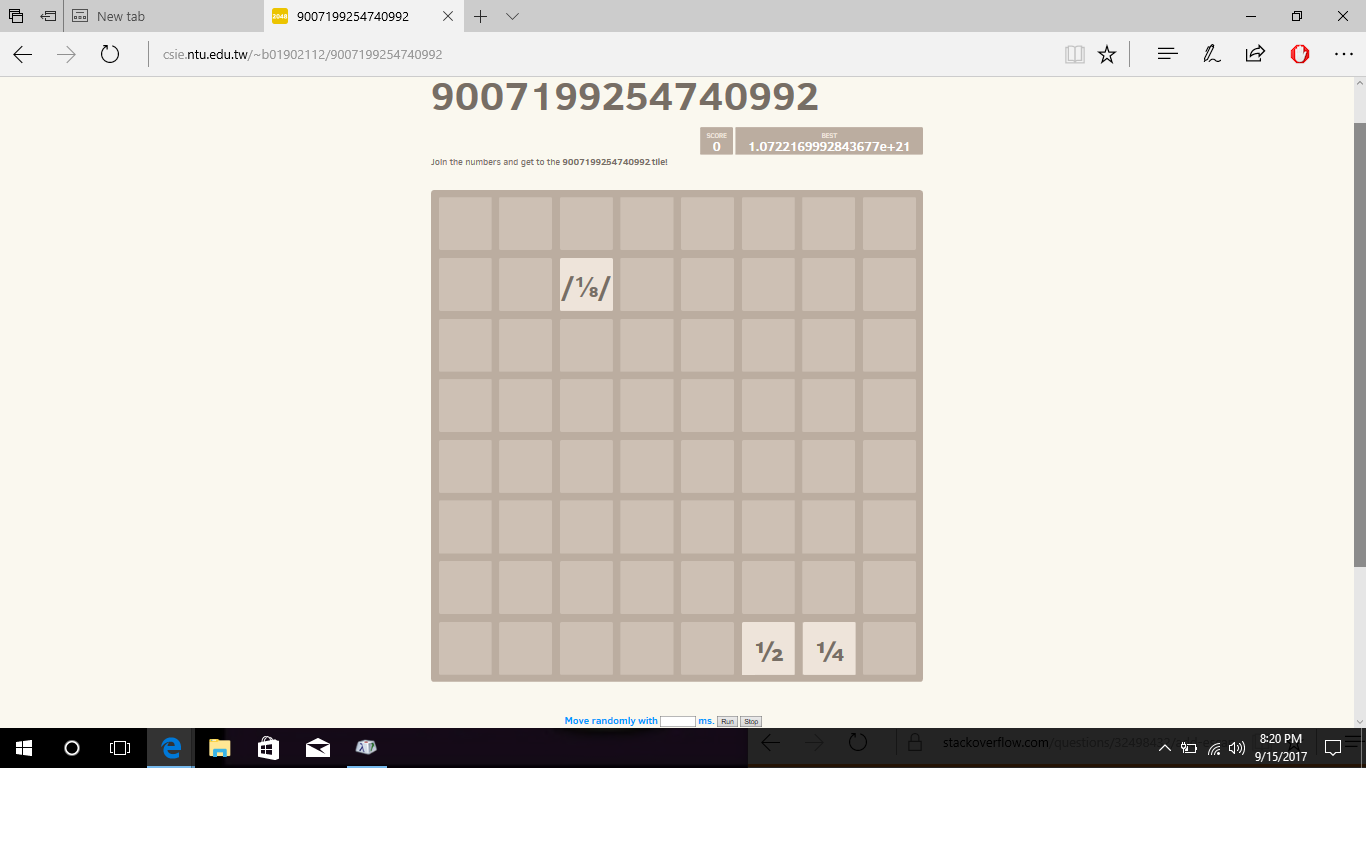 New tab
2048 9007199254740992
csie.ntu.edu.tw/~b01902112/9007199254740992
9007199254740992
SCORE BEST
0 1.0722169992843677e+21
Join the numbers and get to the 9007199254740992 tile!
/⅛/
½ ¼
Move randomly with ms. Run Stop
stackoverflow.com/questions/
8:20 PM
9/15/2017